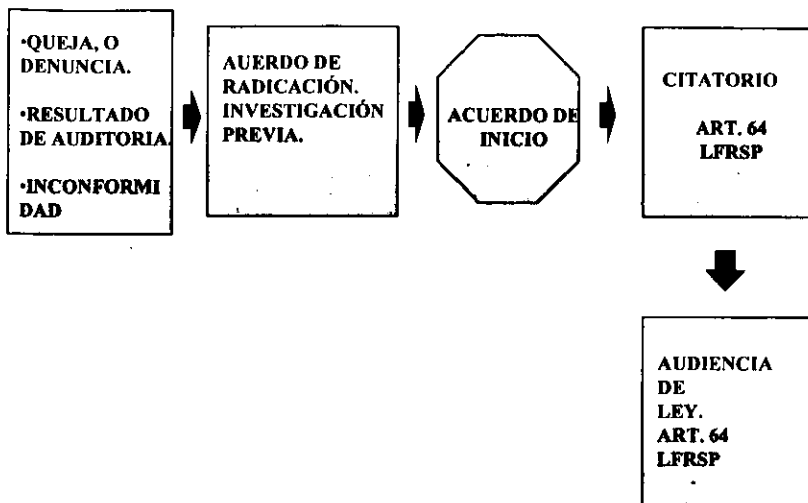 •QUEJA, O
DENUNCIA.
•RESULTADO
DE AUDITORIA.
•INCONFORMI
DAD
AUERDO DE
RADICACIÓN.
INVESTIGACIÓN
PREVIA.
ACUERDO DE
INICIO
CITATORIO
ART. 64
LFRSP
AUDIENCIA
DE
LEY.
ART. 64
LFRSP